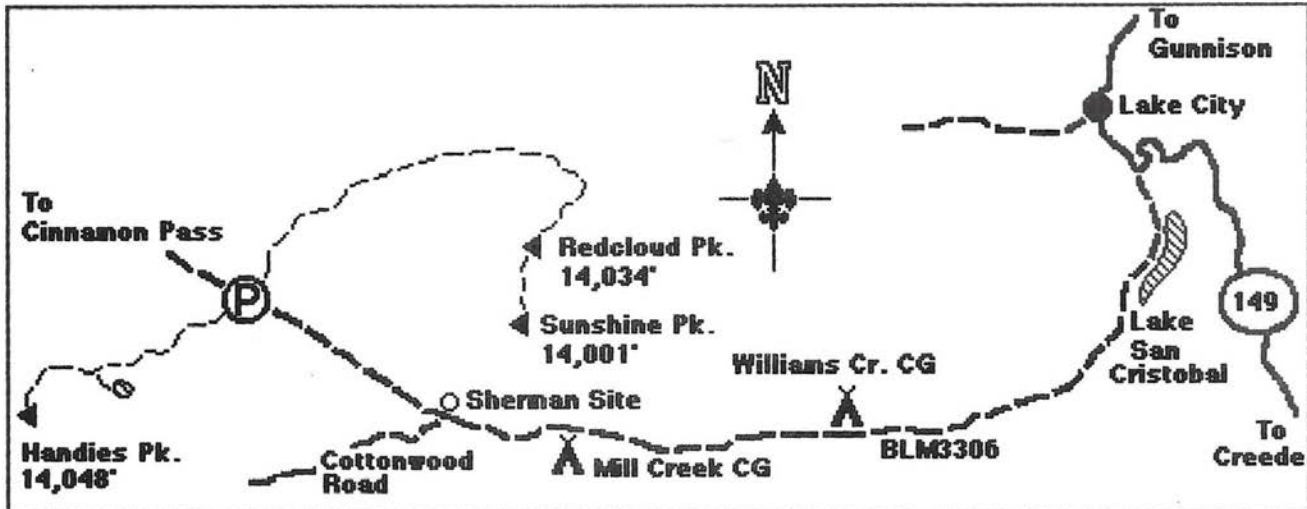 To
Gunnison
N
Lake City
To
Cinnamon Pass
Redcloud Pk.
14,034'
P
149
Sunshine Pk.
14,001'
Lake
San
Cristobal
Williams Cr. CG
Sherman Site
Handies Pk.
14,048'
Cottonwood
Road
Mill Creek CG
BLM3306
To
Creede